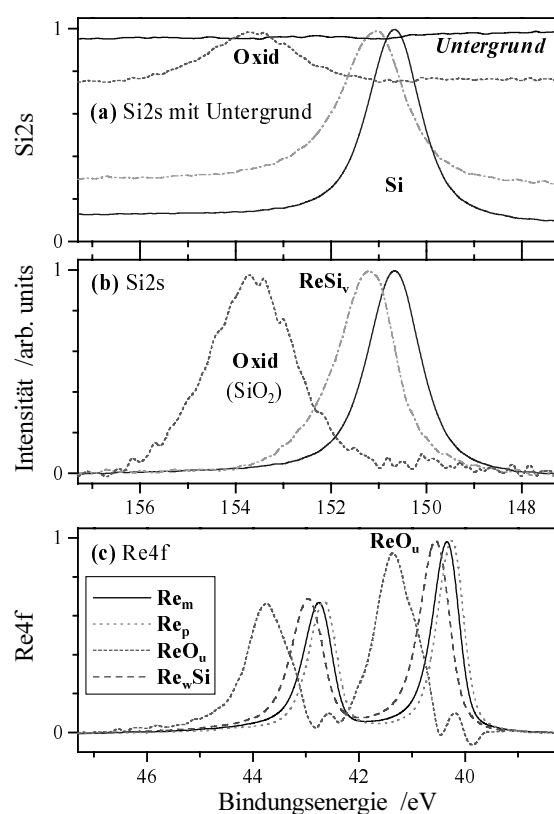 1
Untergrund
Oxid
(a) Si2s mit Untergrund
Si2s
Si
0
1
(b) Si2s
ReSiᵥ
Oxid
(SiO₂)
Intensität /arb. units
0
156 154 152 150 148
1
(c) Re4f
ReOᵤ
Reₘ
Reₚ
ReOᵤ
Re_wSi
Re4f
0
46 44 42 40
Bindungsenergie /eV